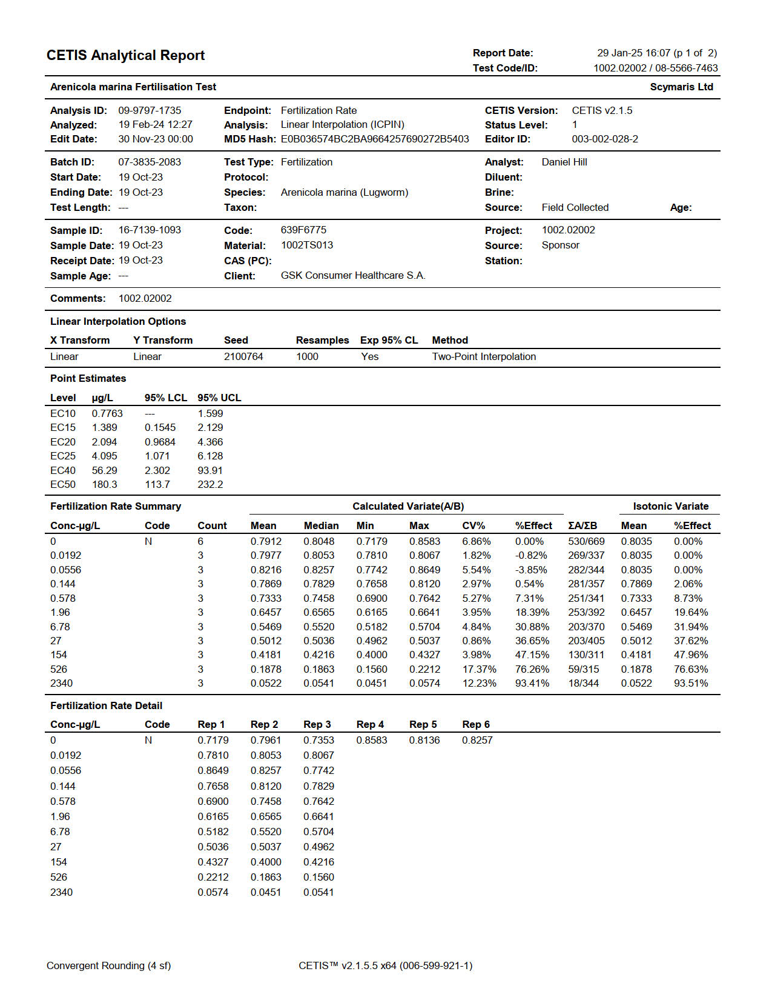 CETIS Analytical Report
Report Date: 29 Jan-25 16:07 (p 1 of 2)
Test Code/ID: 1002.02002 / 08-5566-7463
Arenicola marina Fertilisation Test Scymaris Ltd
Analysis ID: 09-9797-1735 Endpoint: Fertilization Rate CETIS Version: CETIS v2.1.5
Analyzed: 19 Feb-24 12:27 Analysis: Linear Interpolation (ICPIN) Status Level: 1
Edit Date: 30 Nov-23 00:00 MD5 Hash: E0B036574BC2BA9664257690272B5403 Editor ID: 003-002-028-2
Batch ID: 07-3835-2083 Test Type: Fertilization Analyst: Daniel Hill
Start Date: 19 Oct-23 Protocol: Diluent:
Ending Date: 19 Oct-23 Species: Arenicola marina (Lugworm) Brine:
Test Length: --- Taxon: Source: Field Collected Age:
Sample ID: 16-7139-1093 Code: 639F6775 Project: 1002.02002
Sample Date: 19 Oct-23 Material: 1002TS013 Source: Sponsor
Receipt Date: 19 Oct-23 CAS (PC): Station:
Sample Age: --- Client: GSK Consumer Healthcare S.A.
Comments: 1002.02002
Linear Interpolation Options
X Transform Y Transform Seed Resamples Exp 95% CL Method
Linear Linear 2100764 1000 Yes Two-Point Interpolation
Point Estimates
Level µg/L 95% LCL 95% UCL
EC10 0.7763 --- 1.599
EC15 1.389 0.1545 2.129
EC20 2.094 0.9684 4.366
EC25 4.095 1.071 6.128
EC40 56.29 2.302 93.91
EC50 180.3 113.7 232.2
Fertilization Rate Summary Calculated Variate(A/B) Isotonic Variate
Conc-µg/L Code Count Mean Median Min Max CV% %Effect ΣA/ΣB Mean %Effect
0 N 6 0.7912 0.8048 0.7179 0.8583 6.86% 0.00% 530/669 0.8035 0.00%
0.0192 3 0.7977 0.8053 0.7810 0.8067 1.82% -0.82% 269/337 0.8035 0.00%
0.0556 3 0.8216 0.8257 0.7742 0.8649 5.54% -3.85% 282/344 0.8035 0.00%
0.144 3 0.7869 0.7829 0.7658 0.8120 2.97% 0.54% 281/357 0.7869 2.06%
0.578 3 0.7333 0.7458 0.6900 0.7642 5.27% 7.31% 251/341 0.7333 8.73%
1.96 3 0.6457 0.6565 0.6165 0.6641 3.95% 18.39% 253/392 0.6457 19.64%
6.78 3 0.5469 0.5520 0.5182 0.5704 4.84% 30.88% 203/370 0.5469 31.94%
27 3 0.5012 0.5036 0.4962 0.5037 0.86% 36.65% 203/405 0.5012 37.62%
154 3 0.4181 0.4216 0.4000 0.4327 3.98% 47.15% 130/311 0.4181 47.96%
526 3 0.1878 0.1863 0.1560 0.2212 17.37% 76.26% 59/315 0.1878 76.63%
2340 3 0.0522 0.0541 0.0451 0.0574 12.23% 93.41% 18/344 0.0522 93.51%
Fertilization Rate Detail
Conc-µg/L Code Rep 1 Rep 2 Rep 3 Rep 4 Rep 5 Rep 6
0 N 0.7179 0.7961 0.7353 0.8583 0.8136 0.8257
0.0192 0.7810 0.8053 0.8067
0.0556 0.8649 0.8257 0.7742
0.144 0.7658 0.8120 0.7829
0.578 0.6900 0.7458 0.7642
1.96 0.6165 0.6565 0.6641
6.78 0.5182 0.5520 0.5704
27 0.5036 0.5037 0.4962
154 0.4327 0.4000 0.4216
526 0.2212 0.1863 0.1560
2340 0.0574 0.0451 0.0541
Convergent Rounding (4 sf) CETIS™ v2.1.5.5 x64 (006-599-921-1)